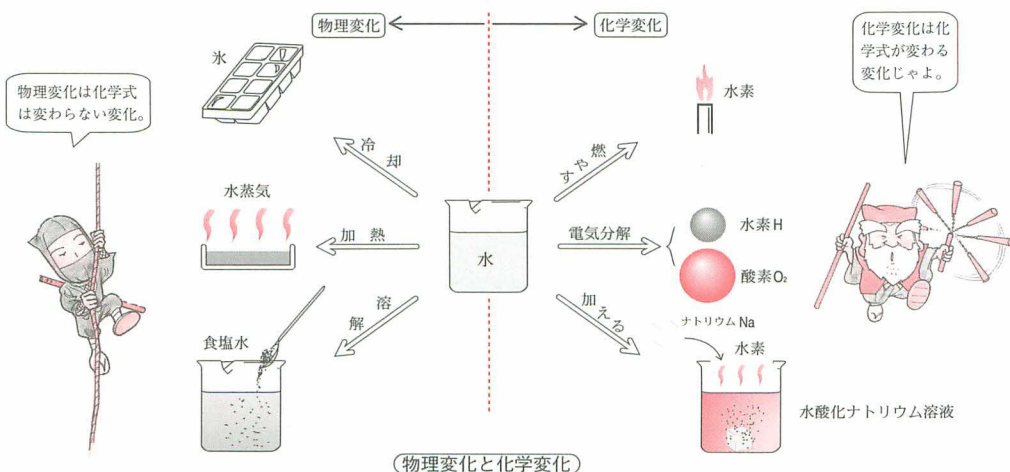 物理変化
化学変化
氷
物理変化は化学式
は変わらない変化。
化学変化は化
学式が変わる
変化じゃよ。
水素
冷却
燃やす
水蒸気
加熱
水
電気分解
水素H
酸素O₂
溶解
加える
食塩水
ナトリウム Na
水素
水酸化ナトリウム溶液
物理変化と化学変化